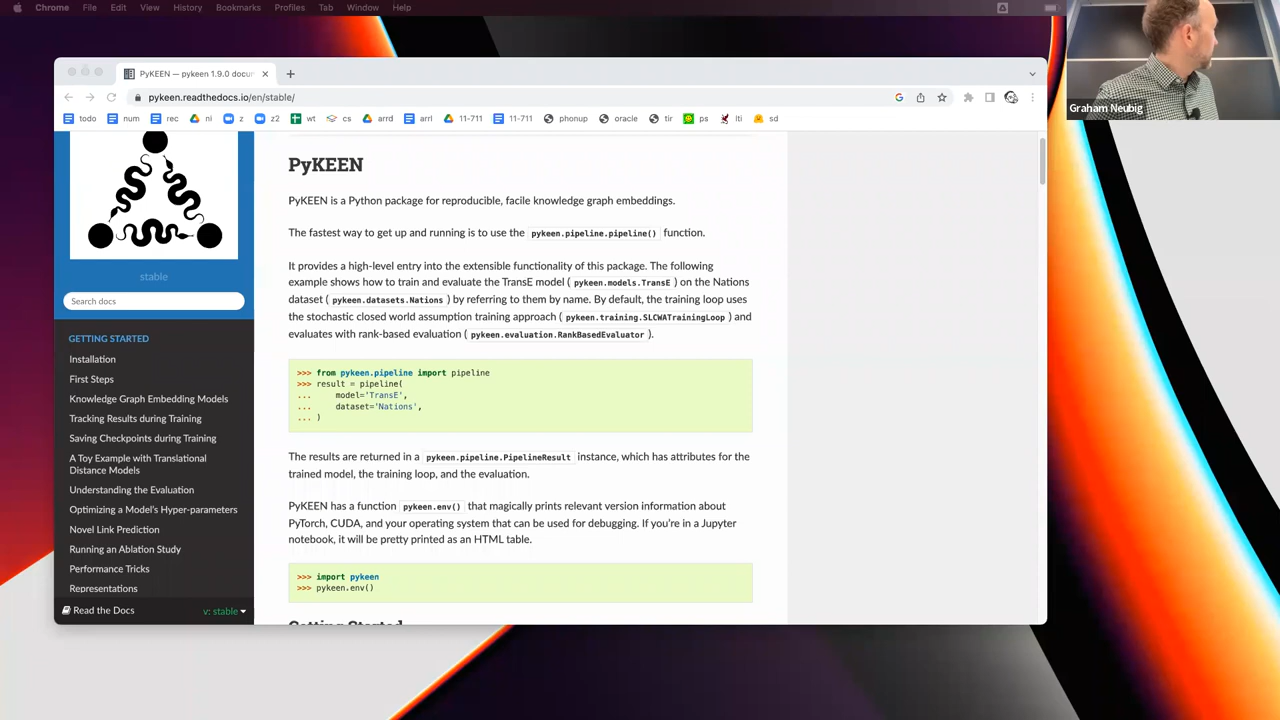 Chrome File Edit View History Bookmarks Profiles Tab Window Help
PyKEEN — pykeen 1.9.0 docu
pykeen.readthedocs.io/en/stable/
todo num rec ni z z2 wt cs arrd arrl 11-711 11-711 phonup oracle tir ps lti sd
Graham Neubig
stable
Search docs
GETTING STARTED
Installation
First Steps
Knowledge Graph Embedding Models
Tracking Results during Training
Saving Checkpoints during Training
A Toy Example with Translational
Distance Models
Understanding the Evaluation
Optimizing a Model's Hyper-parameters
Novel Link Prediction
Running an Ablation Study
Performance Tricks
Representations
Read the Docs v: stable
PyKEEN
PyKEEN is a Python package for reproducible, facile knowledge graph embeddings.
The fastest way to get up and running is to use the pykeen.pipeline.pipeline() function.
It provides a high-level entry into the extensible functionality of this package. The following
example shows how to train and evaluate the TransE model ( pykeen.models.TransE ) on the Nations
dataset ( pykeen.datasets.Nations ) by referring to them by name. By default, the training loop uses
the stochastic closed world assumption training approach ( pykeen.training.SLCWATrainingLoop ) and
evaluates with rank-based evaluation ( pykeen.evaluation.RankBasedEvaluator ).
>>> from pykeen.pipeline import pipeline
>>> result = pipeline(
... model='TransE',
... dataset='Nations',
... )
The results are returned in a pykeen.pipeline.PipelineResult instance, which has attributes for the
trained model, the training loop, and the evaluation.
PyKEEN has a function pykeen.env() that magically prints relevant version information about
PyTorch, CUDA, and your operating system that can be used for debugging. If you're in a Jupyter
notebook, it will be pretty printed as an HTML table.
>>> import pykeen
>>> pykeen.env()
Getting Started